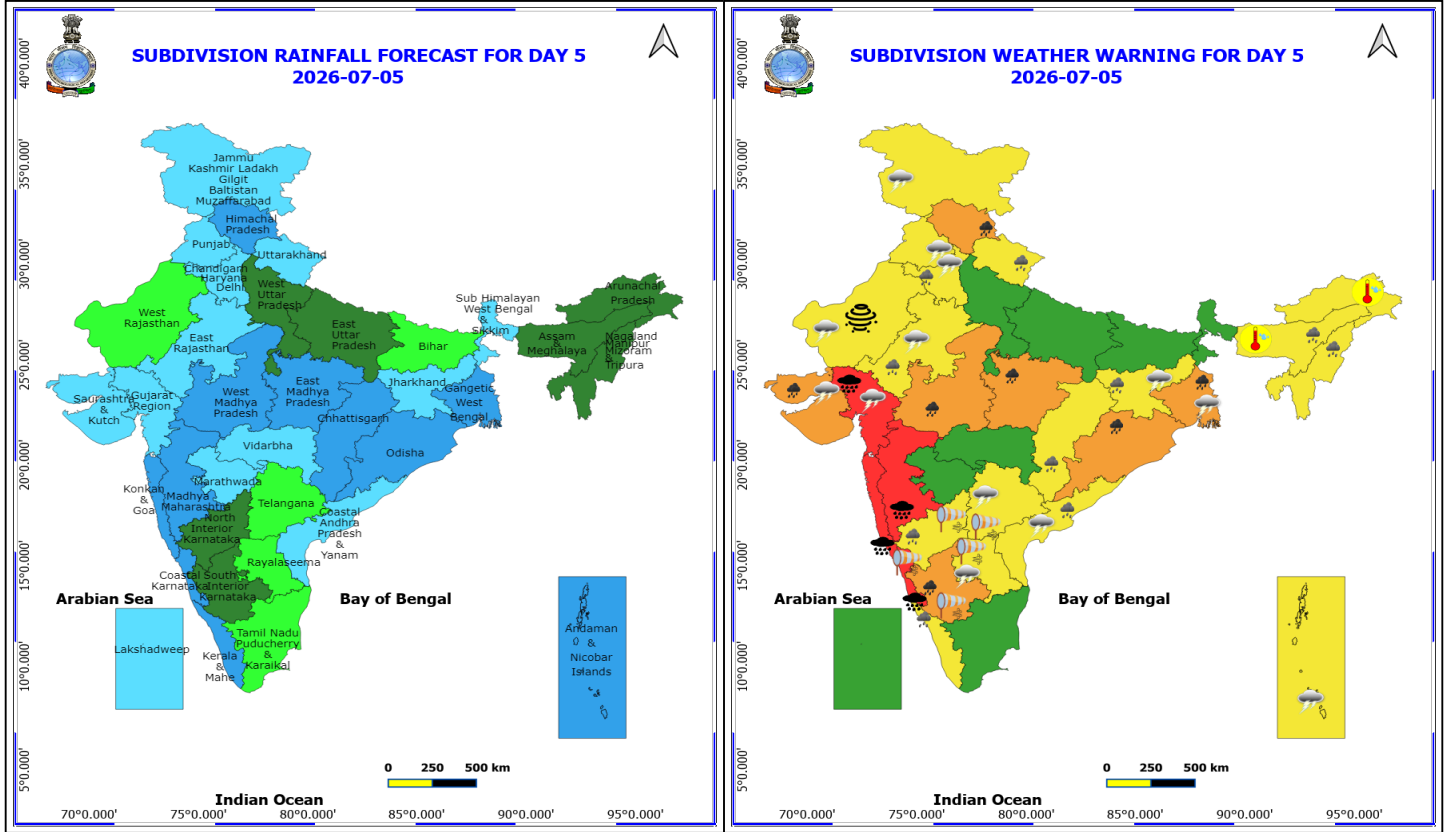 SUBDIVISION RAINFALL FORECAST FOR DAY 5
2026-07-05
40°0.000'
35°0.000'
30°0.000'
25°0.000'
20°0.000'
15°0.000'
10°0.000'
5°0.000'
Jammu
Kashmir Ladakh
Gilgit
Baltistan
Muzaffarabad
Himachal
Pradesh
Punjab
Uttarakhand
Chandigarh
Haryana
Delhi
West
Uttar
Pradesh
West
Rajasthan
East
Rajasthan
East
Uttar
Pradesh
Bihar
Sub Himalayan
West Bengal
&
Sikkim
Arunachal
Pradesh
Assam
&
Meghalaya
Nagaland
Manipur
Mizoram
&
Tripura
Saurashtra
&
Kutch
Gujarat
Region
West
Madhya
Pradesh
East
Madhya
Pradesh
Jharkhand
Gangetic
West
Bengal
Chhattisgarh
Odisha
Vidarbha
Marathwada
Konkan
&
Goa
Madhya
Maharashtra
Telangana
North
Interior
Karnataka
Coastal
Andhra
Pradesh
&
Yanam
Rayalaseema
Coastal
Karnataka
South
Interior
Karnataka
Tamil Nadu
Puducherry
&
Karaikal
Kerala
&
Mahe
Lakshadweep
Andaman
&
Nicobar
Islands
Arabian Sea
Bay of Bengal
0 250 500 km
Indian Ocean
70°0.000' 75°0.000' 80°0.000' 85°0.000' 90°0.000' 95°0.000'
SUBDIVISION WEATHER WARNING FOR DAY 5
2026-07-05
40°0.000'
35°0.000'
30°0.000'
25°0.000'
20°0.000'
15°0.000'
10°0.000'
5°0.000'
Arabian Sea
Bay of Bengal
0 250 500 km
Indian Ocean
70°0.000' 75°0.000' 80°0.000' 85°0.000' 90°0.000' 95°0.000'